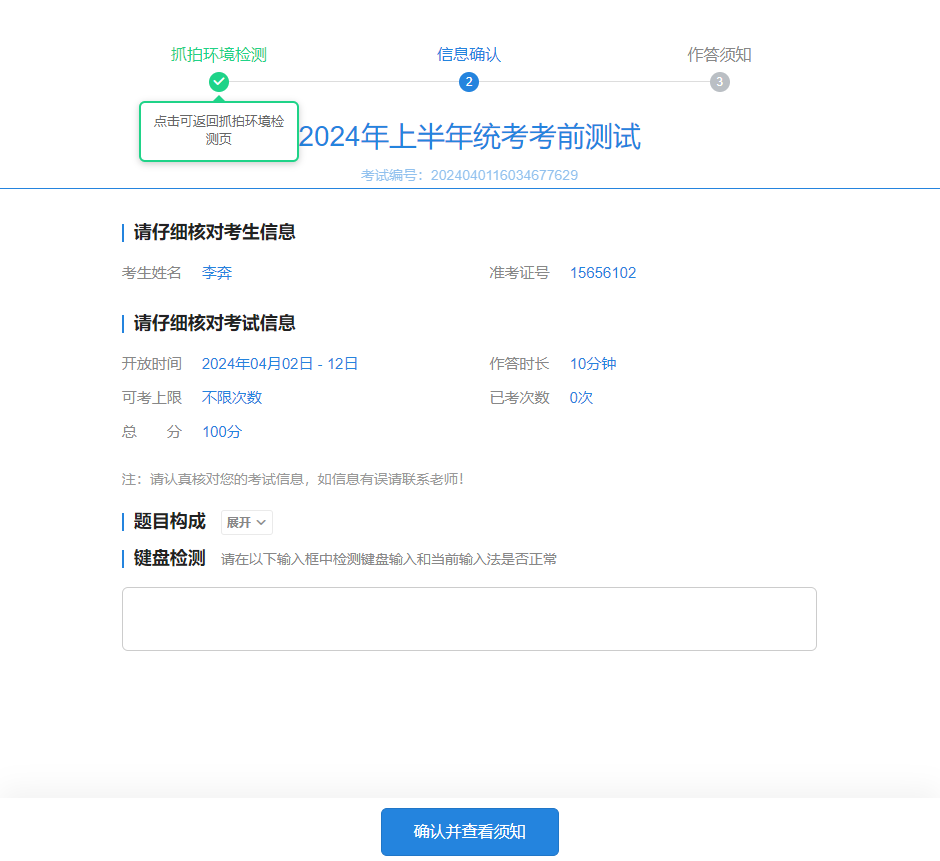 抓拍环境检测 信息确认 作答须知
2 3
点击可返回抓拍环境检
测页
2024年上半年统考考前测试
考试编号：2024040116034677629
请仔细核对考生信息
考生姓名 李奔 准考证号 15656102
请仔细核对考试信息
开放时间 2024年04月02日 - 12日 作答时长 10分钟
可考上限 不限次数 已考次数 0次
总 分 100分
注：请认真核对您的考试信息，如信息有误请联系老师！
题目构成 展开
键盘检测 请在以下输入框中检测键盘输入和当前输入法是否正常
确认并查看须知